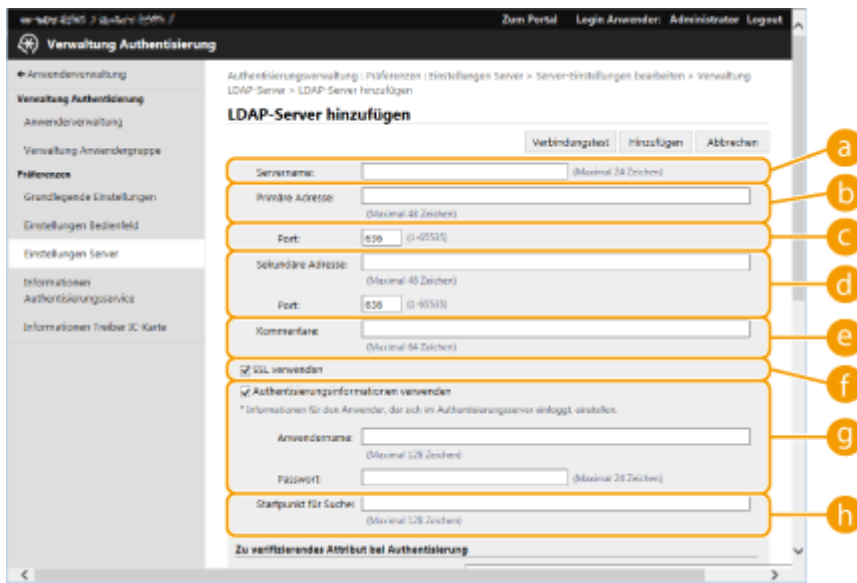 Zum Portal Login Anwender: Administrator Logout
Verwaltung Authentisierung
Anwenderverwaltung
Verwaltung Authentisierung
Anwenderverwaltung
Verwaltung Anwendergruppe
Präferenzen
Grundlegende Einstellungen
Einstellungen Bedienfeld
Einstellungen Server
Informationen
Authentisierungsservice
Informationen Treiber IC-Karte
Authentisierungsverwaltung : Präferenzen : Einstellungen Server > Server-Einstellungen bearbeiten > Verwaltung
LDAP-Server > LDAP-Server hinzufügen
LDAP-Server hinzufügen
Verbindungstest Hinzufügen Abbrechen
Servername: (Maximal 24 Zeichen) a
Primäre Adresse: b
(Maximal 48 Zeichen)
Port: 636 (1-65535) c
Sekundäre Adresse:
(Maximal 48 Zeichen) d
Port: 636 (1-65535)
Kommentare: e
(Maximal 64 Zeichen)
SSL verwenden f
Authentisierungsinformationen verwenden
* Informationen für den Anwender, der sich im Authentisierungsserver einloggt, einstellen.
Anwendername: g
(Maximal 128 Zeichen)
Passwort: (Maximal 24 Zeichen)
Startpunkt für Suche: h
(Maximal 128 Zeichen)
Zu verifizierendes Attribut bei Authentisierung